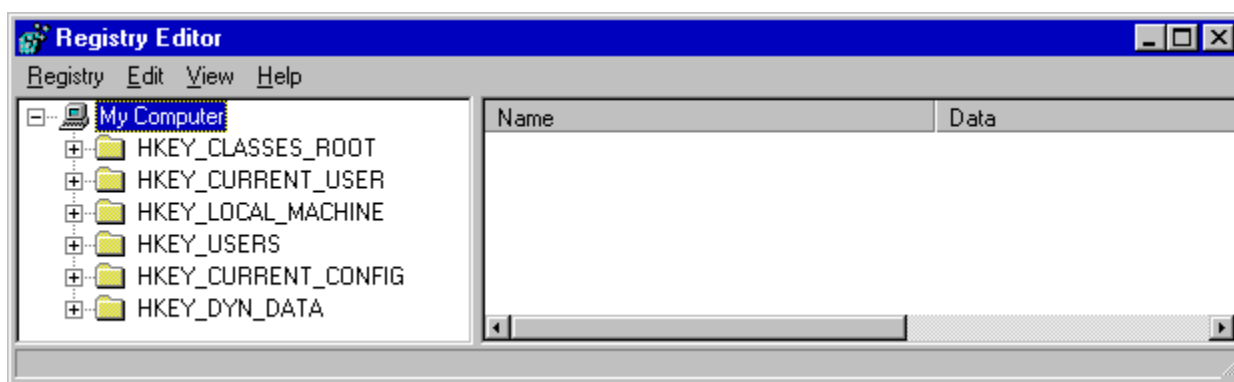 Registry Editor
Registry Edit View Help
My Computer
HKEY_CLASSES_ROOT
HKEY_CURRENT_USER
HKEY_LOCAL_MACHINE
HKEY_USERS
HKEY_CURRENT_CONFIG
HKEY_DYN_DATA
Name Data